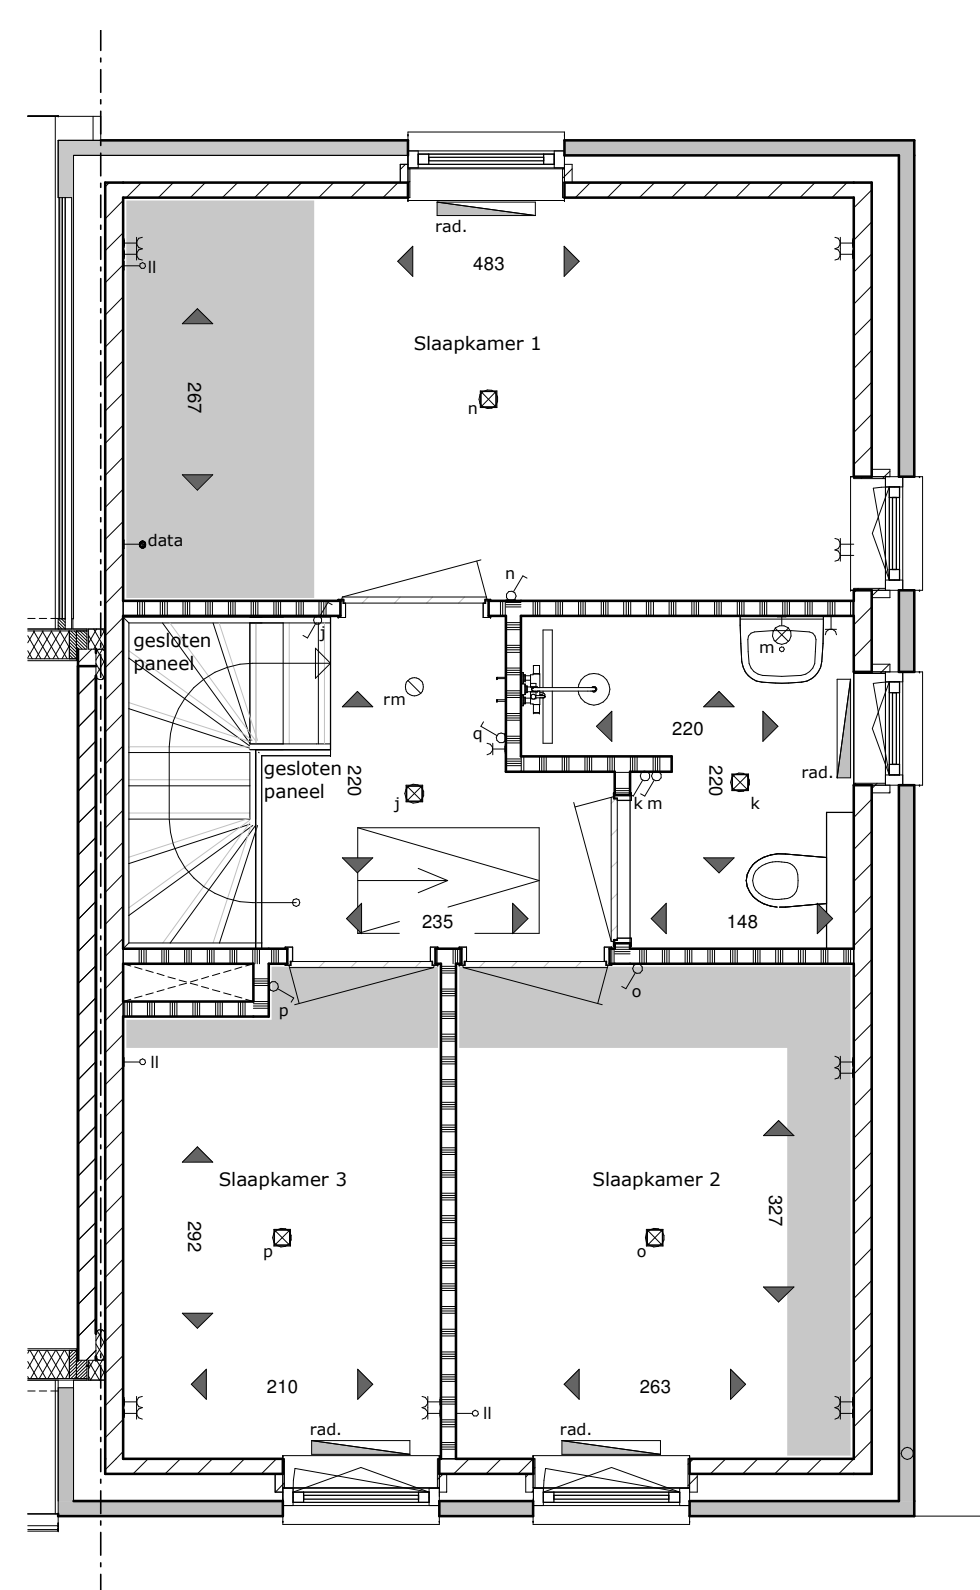 rad.
483
ll
Slaapkamer 1
267
n
data
n
j
gesloten
paneel
rm
m
q
220
gesloten
paneel
220
220
rad.
j
k m
k
235
148
p
o
ll
Slaapkamer 3
Slaapkamer 2
292
327
p
o
210
263
ll
rad.
rad.